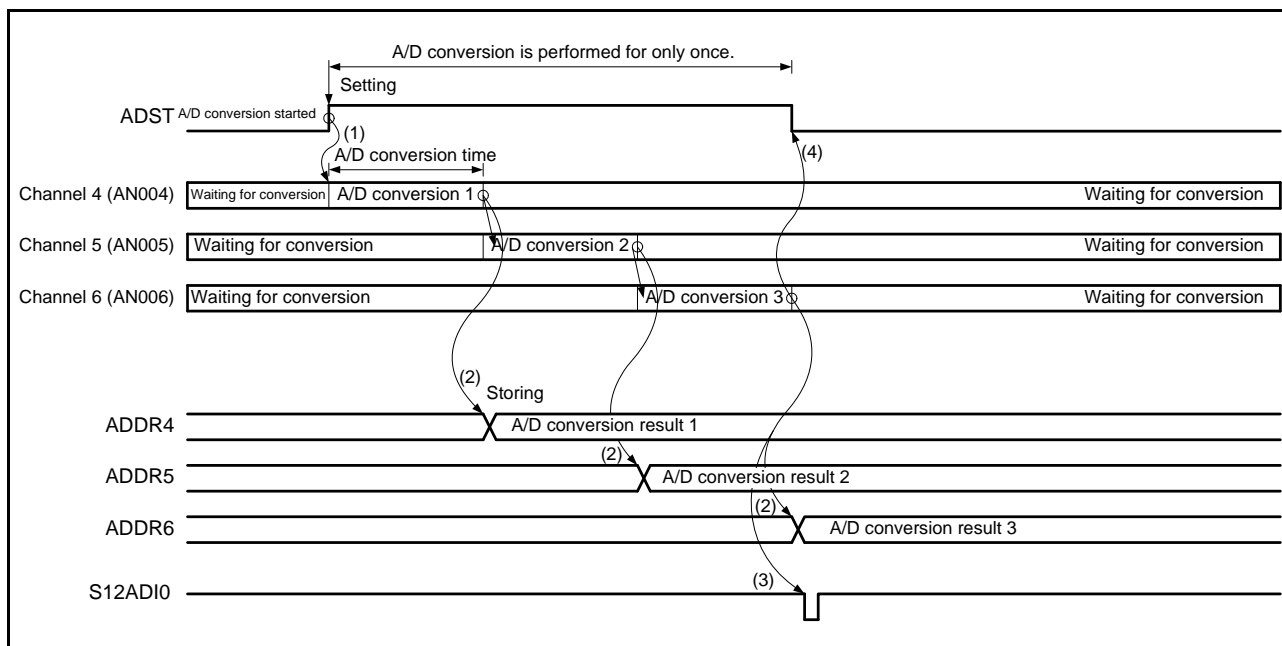 A/D conversion is performed for only once.
Setting
ADST A/D conversion started
(1)
(4)
A/D conversion time
Channel 4 (AN004) Waiting for conversion A/D conversion 1 Waiting for conversion
Channel 5 (AN005) Waiting for conversion A/D conversion 2 Waiting for conversion
Channel 6 (AN006) Waiting for conversion A/D conversion 3 Waiting for conversion
(2) Storing
ADDR4 A/D conversion result 1
(2)
ADDR5 A/D conversion result 2
(2)
ADDR6 A/D conversion result 3
(3)
S12ADI0